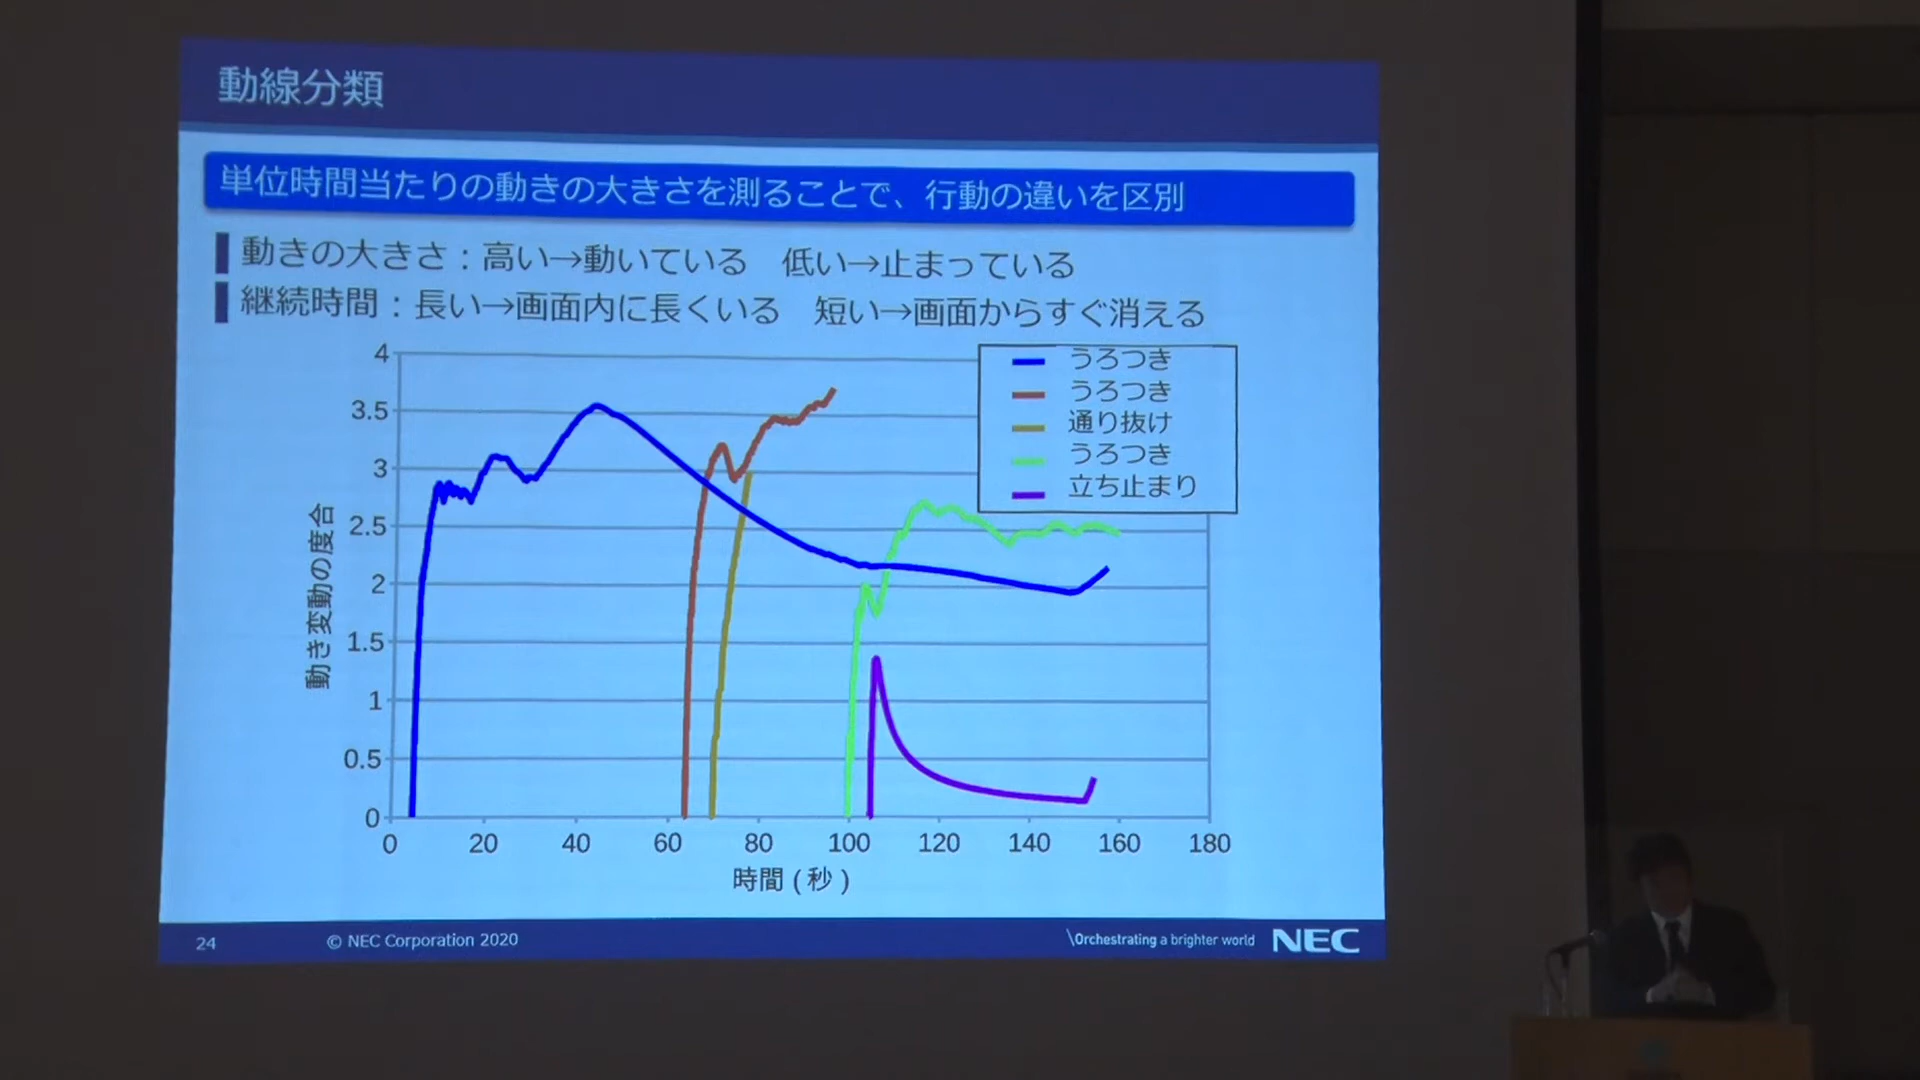 動線分類
単位時間当たりの動きの大きさを測ることで、行動の違いを区別
動きの大きさ：高い→動いている　低い→止まっている
継続時間：長い→画面内に長くいる　短い→画面からすぐ消える
うろつき
うろつき
通り抜け
うろつき
立ち止まり
動き変動の度合
4
3.5
3
2.5
2
1.5
1
0.5
0
0 20 40 60 80 100 120 140 160 180
時間 ( 秒 )
24
© NEC Corporation 2020
\Orchestrating a brighter world
NEC